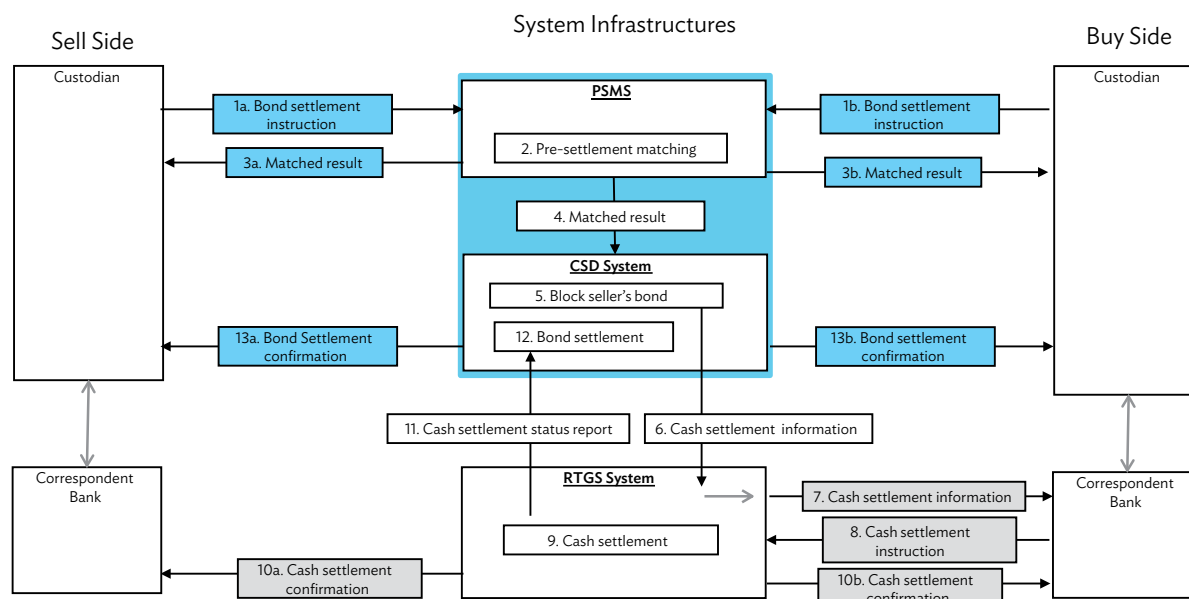 System Infrastructures
Sell Side
Buy Side
Custodian
PSMS
Custodian
1a. Bond settlement
instruction
1b. Bond settlement
instruction
2. Pre-settlement matching
3a. Matched result
3b. Matched result
4. Matched result
CSD System
5. Block seller's bond
12. Bond settlement
13a. Bond Settlement
confirmation
13b. Bond settlement
confirmation
11. Cash settlement status report
6. Cash settlement information
Correspondent
Bank
RTGS System
Correspondent
Bank
7. Cash settlement information
8. Cash settlement
instruction
9. Cash settlement
10a. Cash settlement
confirmation
10b. Cash settlement
confirmation